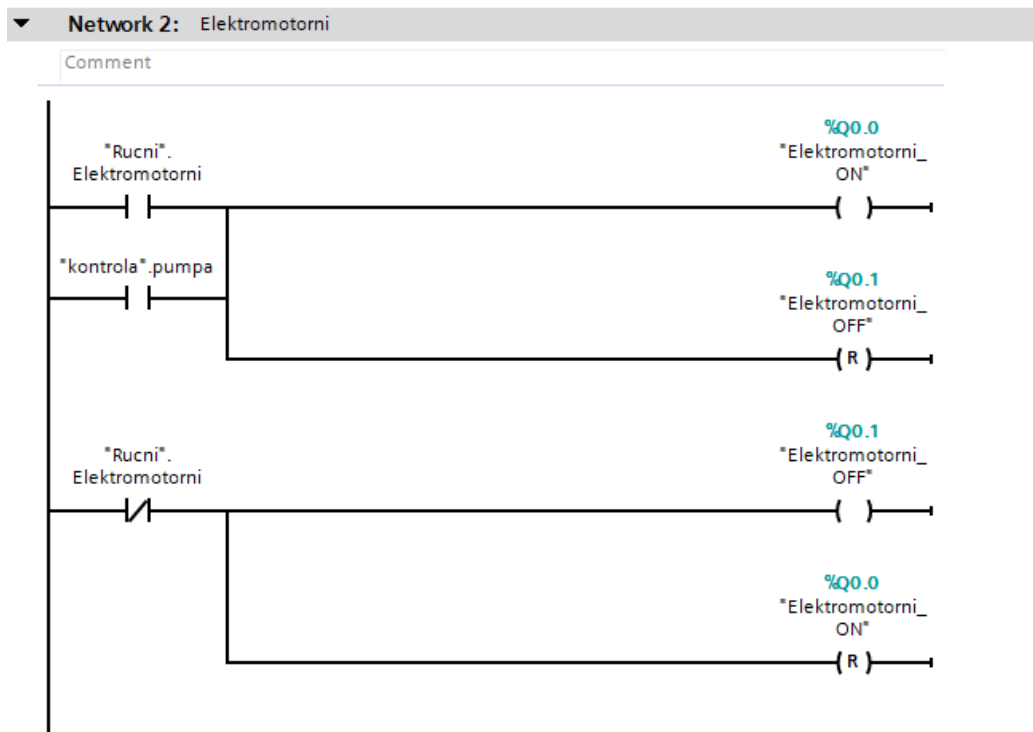 Network 2: Elektromotorni
Comment
%Q0.0
"Rucni".
Elektromotorni
"Elektromotorni_
ON"
"kontrola".pumpa
%Q0.1
"Elektromotorni_
OFF"
R
%Q0.1
"Rucni".
Elektromotorni
"Elektromotorni_
OFF"
%Q0.0
"Elektromotorni_
ON"
R